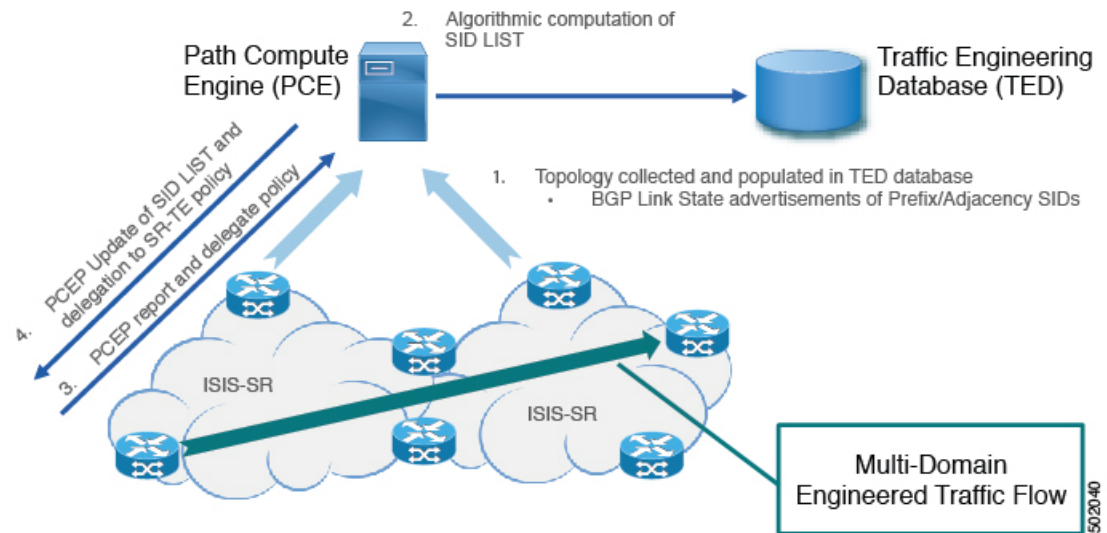 2. Algorithmic computation of
SID LIST
Path Compute
Engine (PCE)
Traffic Engineering
Database (TED)
1. Topology collected and populated in TED database
• BGP Link State advertisements of Prefix/Adjacency SIDs
4. PCEP Update of SID LIST and
delegation to SR-TE policy
3. PCEP report and delegate policy
ISIS-SR
ISIS-SR
Multi-Domain
Engineered Traffic Flow
502040